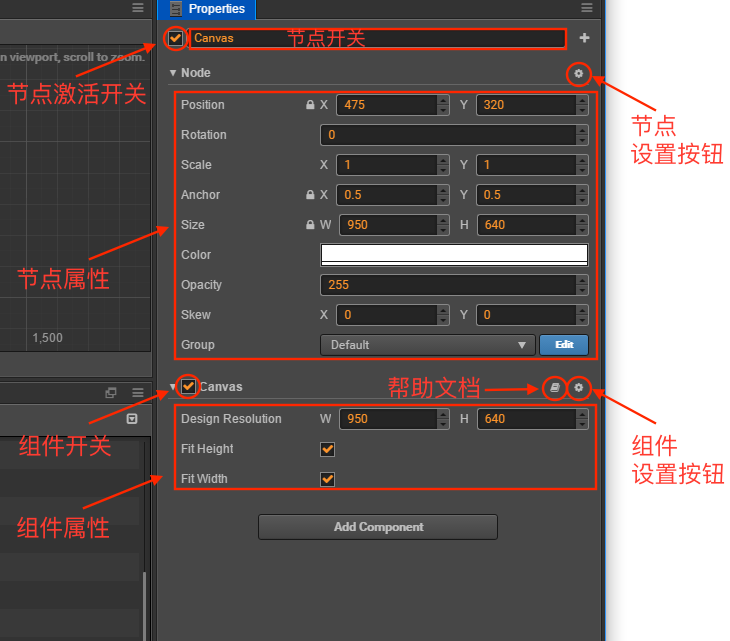 Properties
Canvas
节点开关
n viewport, scroll to zoom.
节点激活开关
Node
节点
设置按钮
Position X 475 Y 320
Rotation 0
Scale X 1 Y 1
Anchor X 0.5 Y 0.5
Size W 950 H 640
节点属性
Color
Opacity 255
Skew X 0 Y 0
1,500
Group Default Edit
Canvas
帮助文档
Design Resolution W 950 H 640
组件开关
组件
设置按钮
Fit Height
Fit Width
组件属性
Add Component